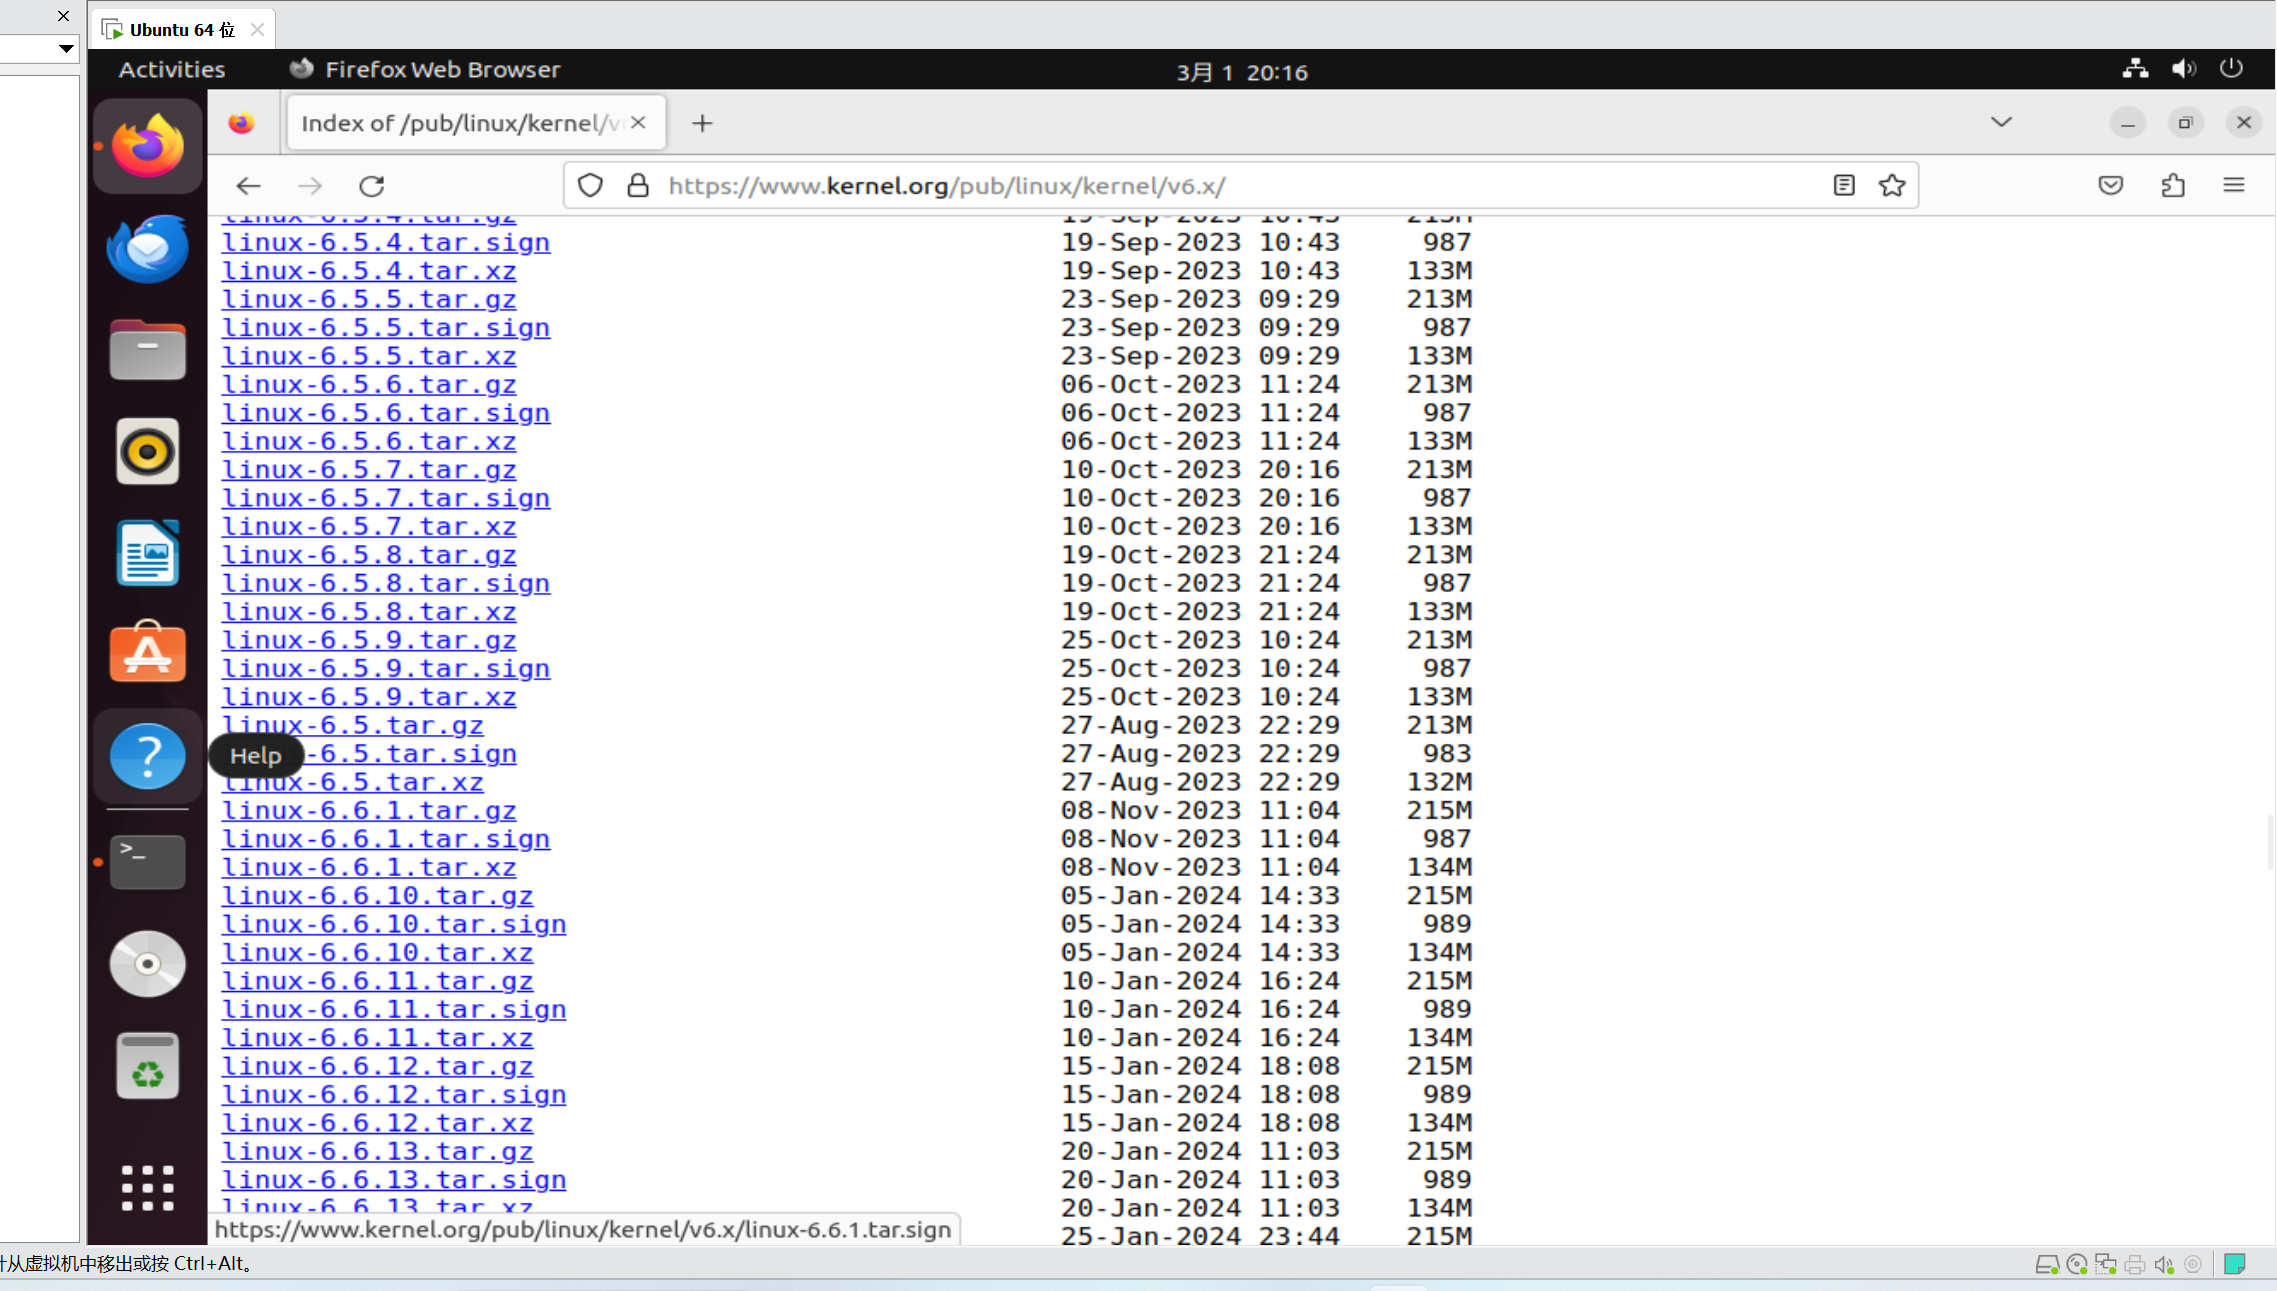 Ubuntu 64 位
Activities Firefox Web Browser 3月 1 20:16
Index of /pub/linux/kernel/v
https://www.kernel.org/pub/linux/kernel/v6.x/
linux-6.5.4.tar.gz 19-Sep-2023 10:43 213M
linux-6.5.4.tar.sign 19-Sep-2023 10:43 987
linux-6.5.4.tar.xz 19-Sep-2023 10:43 133M
linux-6.5.5.tar.gz 23-Sep-2023 09:29 213M
linux-6.5.5.tar.sign 23-Sep-2023 09:29 987
linux-6.5.5.tar.xz 23-Sep-2023 09:29 133M
linux-6.5.6.tar.gz 06-Oct-2023 11:24 213M
linux-6.5.6.tar.sign 06-Oct-2023 11:24 987
linux-6.5.6.tar.xz 06-Oct-2023 11:24 133M
linux-6.5.7.tar.gz 10-Oct-2023 20:16 213M
linux-6.5.7.tar.sign 10-Oct-2023 20:16 987
linux-6.5.7.tar.xz 10-Oct-2023 20:16 133M
linux-6.5.8.tar.gz 19-Oct-2023 21:24 213M
linux-6.5.8.tar.sign 19-Oct-2023 21:24 987
linux-6.5.8.tar.xz 19-Oct-2023 21:24 133M
linux-6.5.9.tar.gz 25-Oct-2023 10:24 213M
linux-6.5.9.tar.sign 25-Oct-2023 10:24 987
linux-6.5.9.tar.xz 25-Oct-2023 10:24 133M
linux-6.5.tar.gz 27-Aug-2023 22:29 213M
Help -6.5.tar.sign 27-Aug-2023 22:29 983
linux-6.5.tar.xz 27-Aug-2023 22:29 132M
linux-6.6.1.tar.gz 08-Nov-2023 11:04 215M
linux-6.6.1.tar.sign 08-Nov-2023 11:04 987
linux-6.6.1.tar.xz 08-Nov-2023 11:04 134M
linux-6.6.10.tar.gz 05-Jan-2024 14:33 215M
linux-6.6.10.tar.sign 05-Jan-2024 14:33 989
linux-6.6.10.tar.xz 05-Jan-2024 14:33 134M
linux-6.6.11.tar.gz 10-Jan-2024 16:24 215M
linux-6.6.11.tar.sign 10-Jan-2024 16:24 989
linux-6.6.11.tar.xz 10-Jan-2024 16:24 134M
linux-6.6.12.tar.gz 15-Jan-2024 18:08 215M
linux-6.6.12.tar.sign 15-Jan-2024 18:08 989
linux-6.6.12.tar.xz 15-Jan-2024 18:08 134M
linux-6.6.13.tar.gz 20-Jan-2024 11:03 215M
linux-6.6.13.tar.sign 20-Jan-2024 11:03 989
linux-6.6.13.tar.xz 20-Jan-2024 11:03 134M
https://www.kernel.org/pub/linux/kernel/v6.x/linux-6.6.1.tar.sign 25-Jan-2024 23:44 215M
从虚拟机中移出或按 Ctrl+Alt。